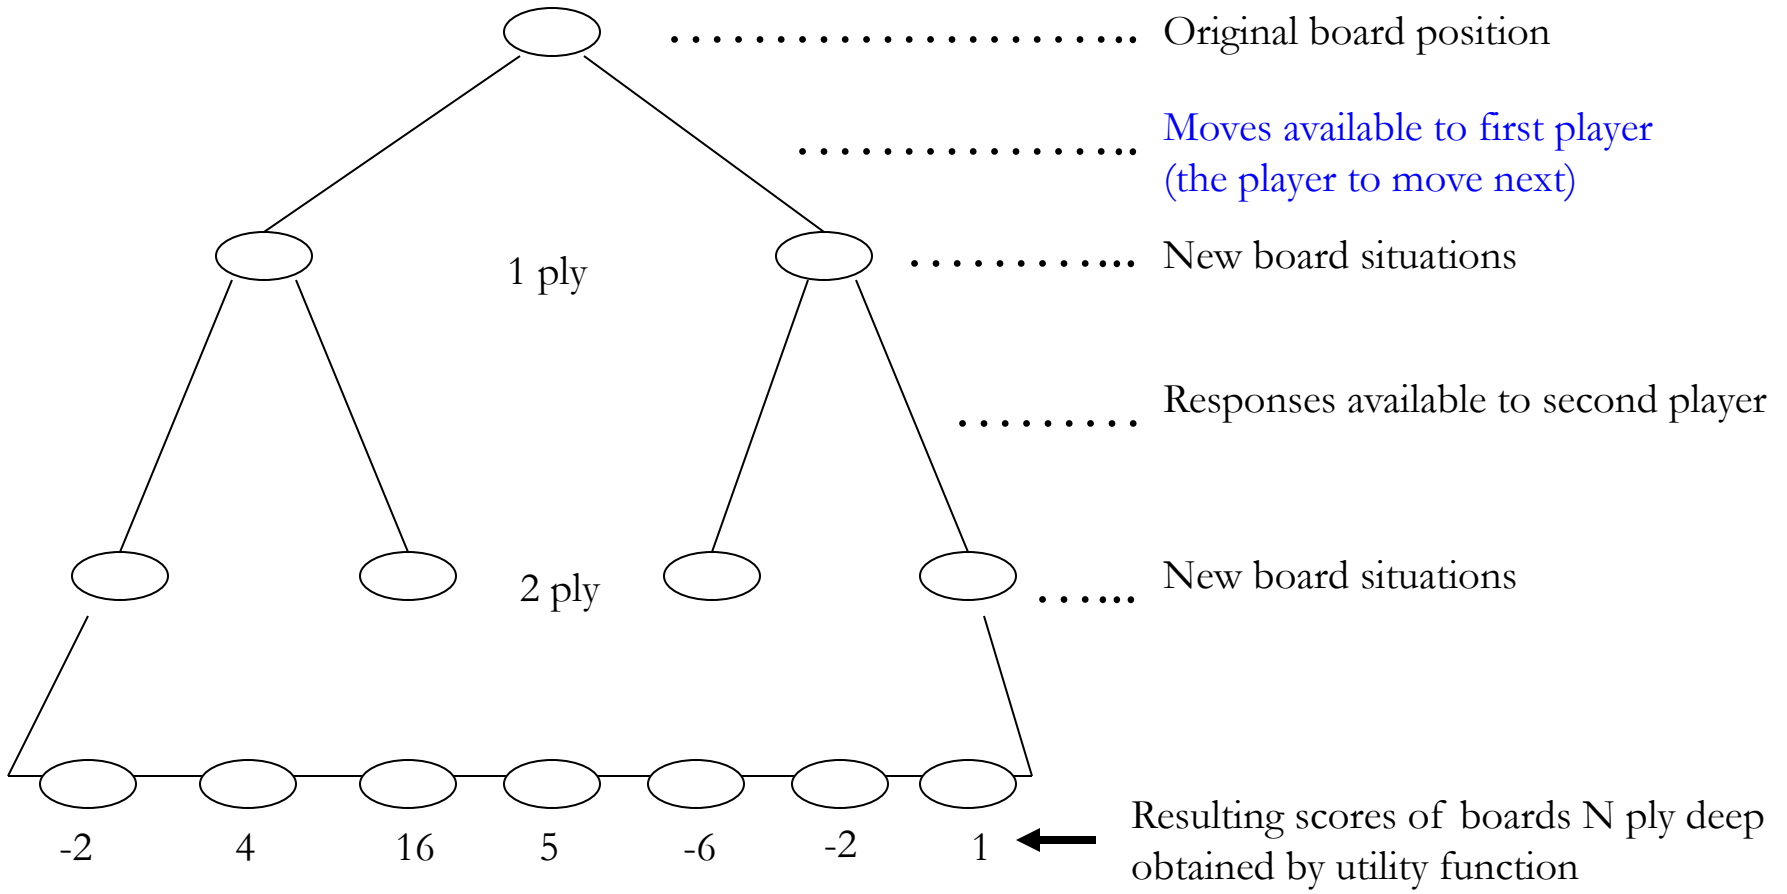 Original board position
Moves available to first player
(the player to move next)
1 ply
New board situations
Responses available to second player
2 ply
New board situations
-2 4 16 5 -6 -2 1
Resulting scores of boards N ply deep
obtained by utility function